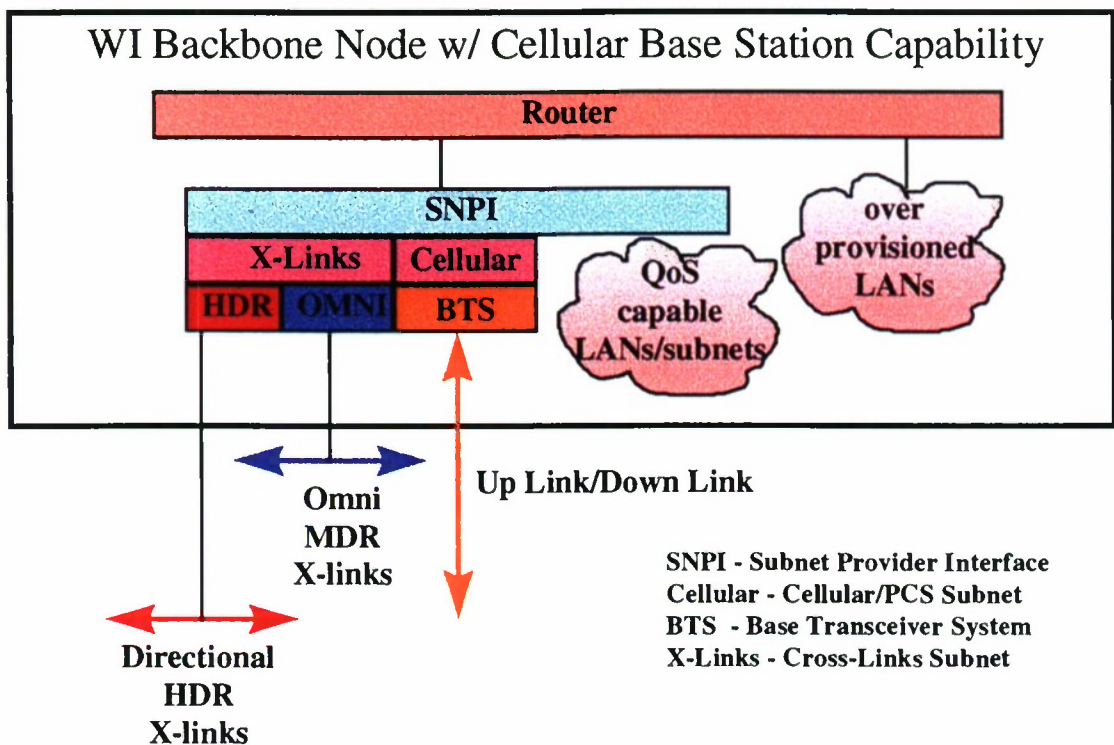 WI Backbone Node w/ Cellular Base Station Capability
Router
SNPI
X-Links
Cellular
HDR
OMNI
BTS
QoS
capable
LANs/subnets
over
provisioned
LANs
Omni
MDR
X-links
Up Link/Down Link
Directional
HDR
X-links
SNPI - Subnet Provider Interface
Cellular - Cellular/PCS Subnet
BTS - Base Transceiver System
X-Links - Cross-Links Subnet